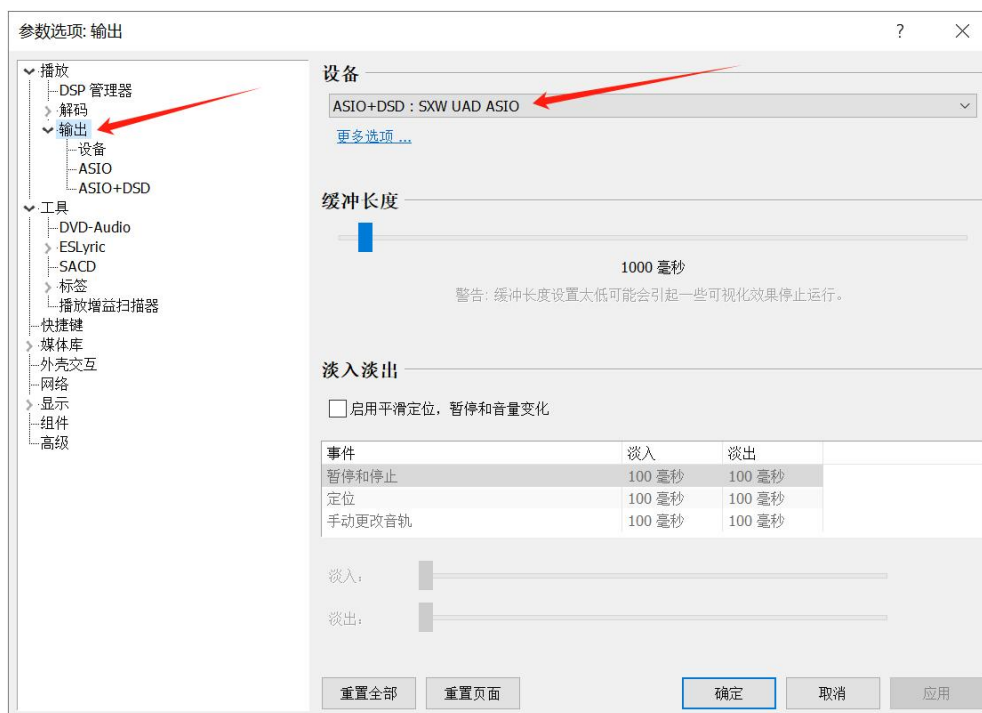 参数选项: 输出
?
播放
DSP 管理器
解码
输出
设备
ASIO
ASIO+DSD
工具
DVD-Audio
ESLyric
SACD
标签
播放增益扫描器
快捷键
媒体库
外壳交互
网络
显示
组件
高级
设备
ASIO+DSD : SXW UAD ASIO
更多选项 ...
缓冲长度
1000 毫秒
警告: 缓冲长度设置太低可能会引起一些可视化效果停止运行。
淡入淡出
启用平滑定位，暂停和音量变化
事件 淡入 淡出
暂停和停止 100 毫秒 100 毫秒
定位 100 毫秒 100 毫秒
手动更改音轨 100 毫秒 100 毫秒
淡入:
淡出:
重置全部 重置页面 确定 取消 应用